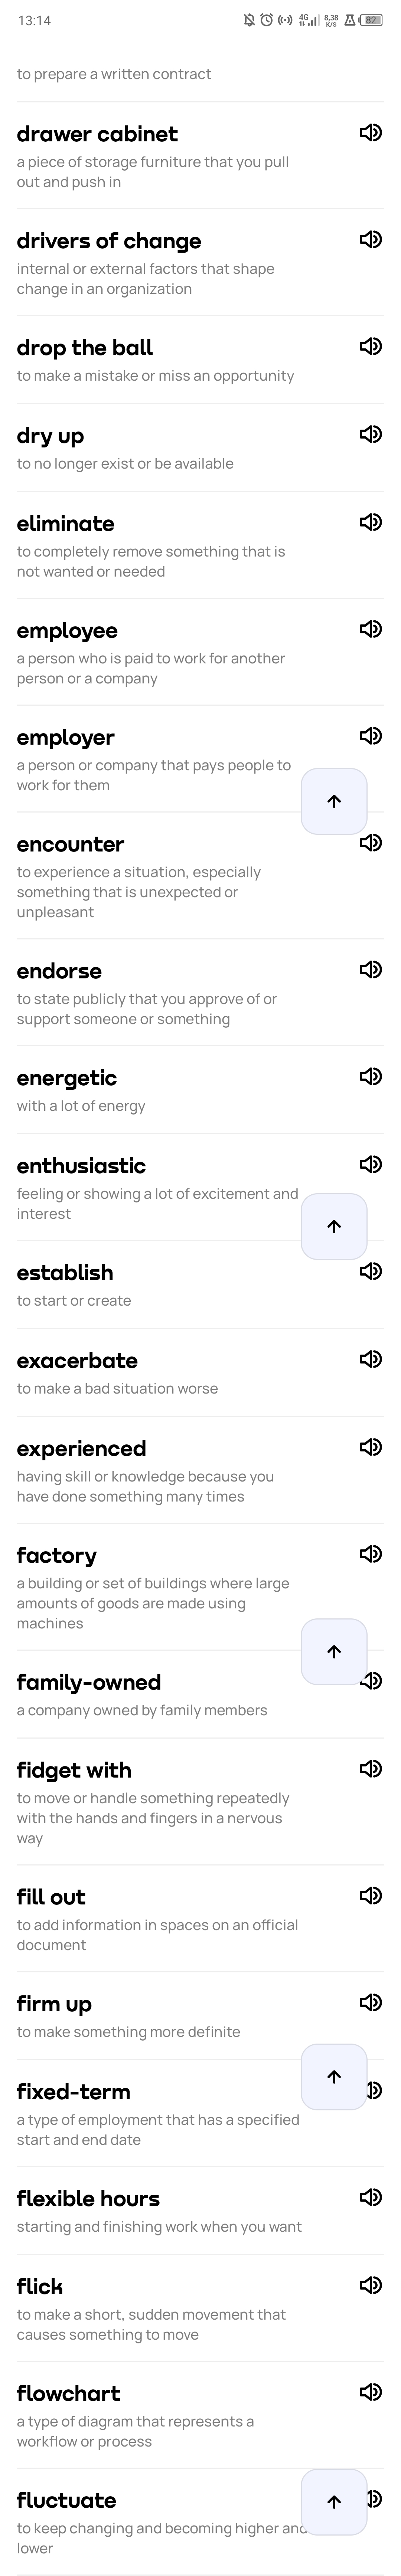 13:14
4G
8,38
K/S
82
to prepare a written contract
drawer cabinet
a piece of storage furniture that you pull
out and push in
drivers of change
internal or external factors that shape
change in an organization
drop the ball
to make a mistake or miss an opportunity
dry up
to no longer exist or be available
eliminate
to completely remove something that is
not wanted or needed
employee
a person who is paid to work for another
person or a company
employer
a person or company that pays people to
work for them
encounter
to experience a situation, especially
something that is unexpected or
unpleasant
endorse
to state publicly that you approve of or
support someone or something
energetic
with a lot of energy
enthusiastic
feeling or showing a lot of excitement and
interest
establish
to start or create
exacerbate
to make a bad situation worse
experienced
having skill or knowledge because you
have done something many times
factory
a building or set of buildings where large
amounts of goods are made using
machines
family-owned
a company owned by family members
fidget with
to move or handle something repeatedly
with the hands and fingers in a nervous
way
fill out
to add information in spaces on an official
document
firm up
to make something more definite
fixed-term
a type of employment that has a specified
start and end date
flexible hours
starting and finishing work when you want
flick
to make a short, sudden movement that
causes something to move
flowchart
a type of diagram that represents a
workflow or process
fluctuate
to keep changing and becoming higher and
lower